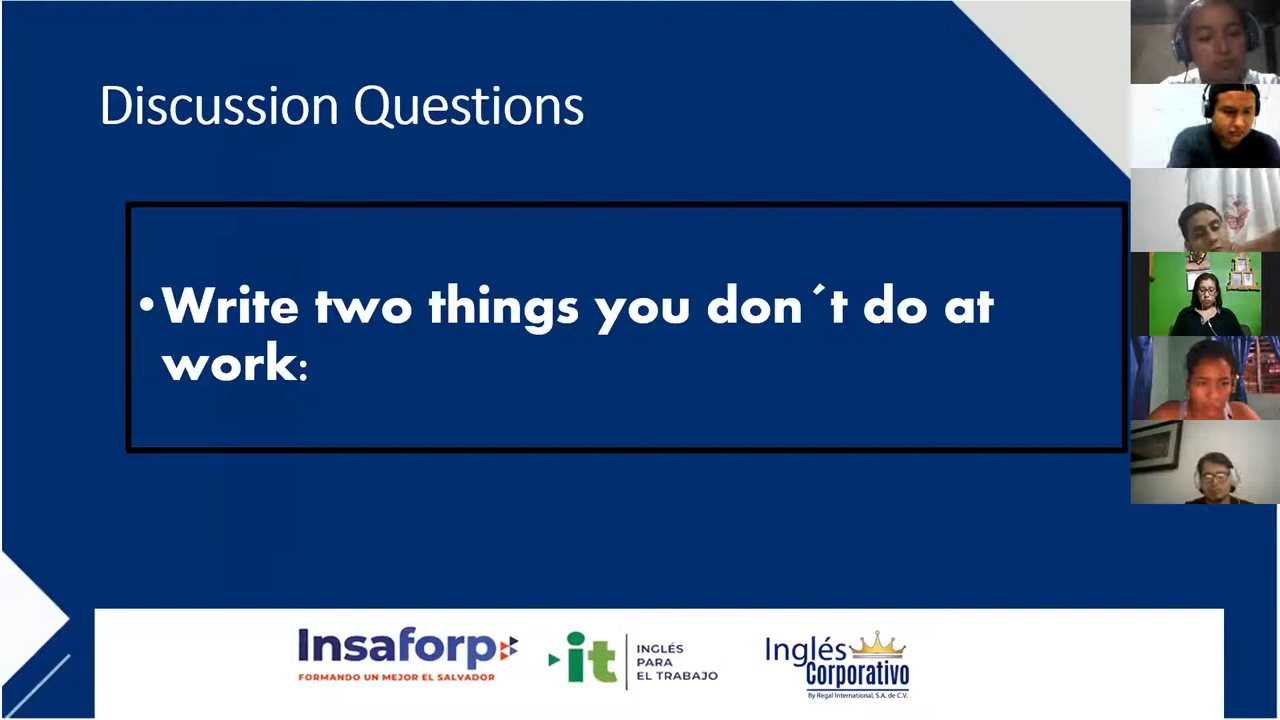 Discussion Questions
•Write two things you don´t do at
work:
Insaforp
FORMANDO UN MEJOR EL SALVADOR
it
INGLÉS
PARA
EL TRABAJO
Inglés
Corporativo
By Regal International, S.A. de C.V.